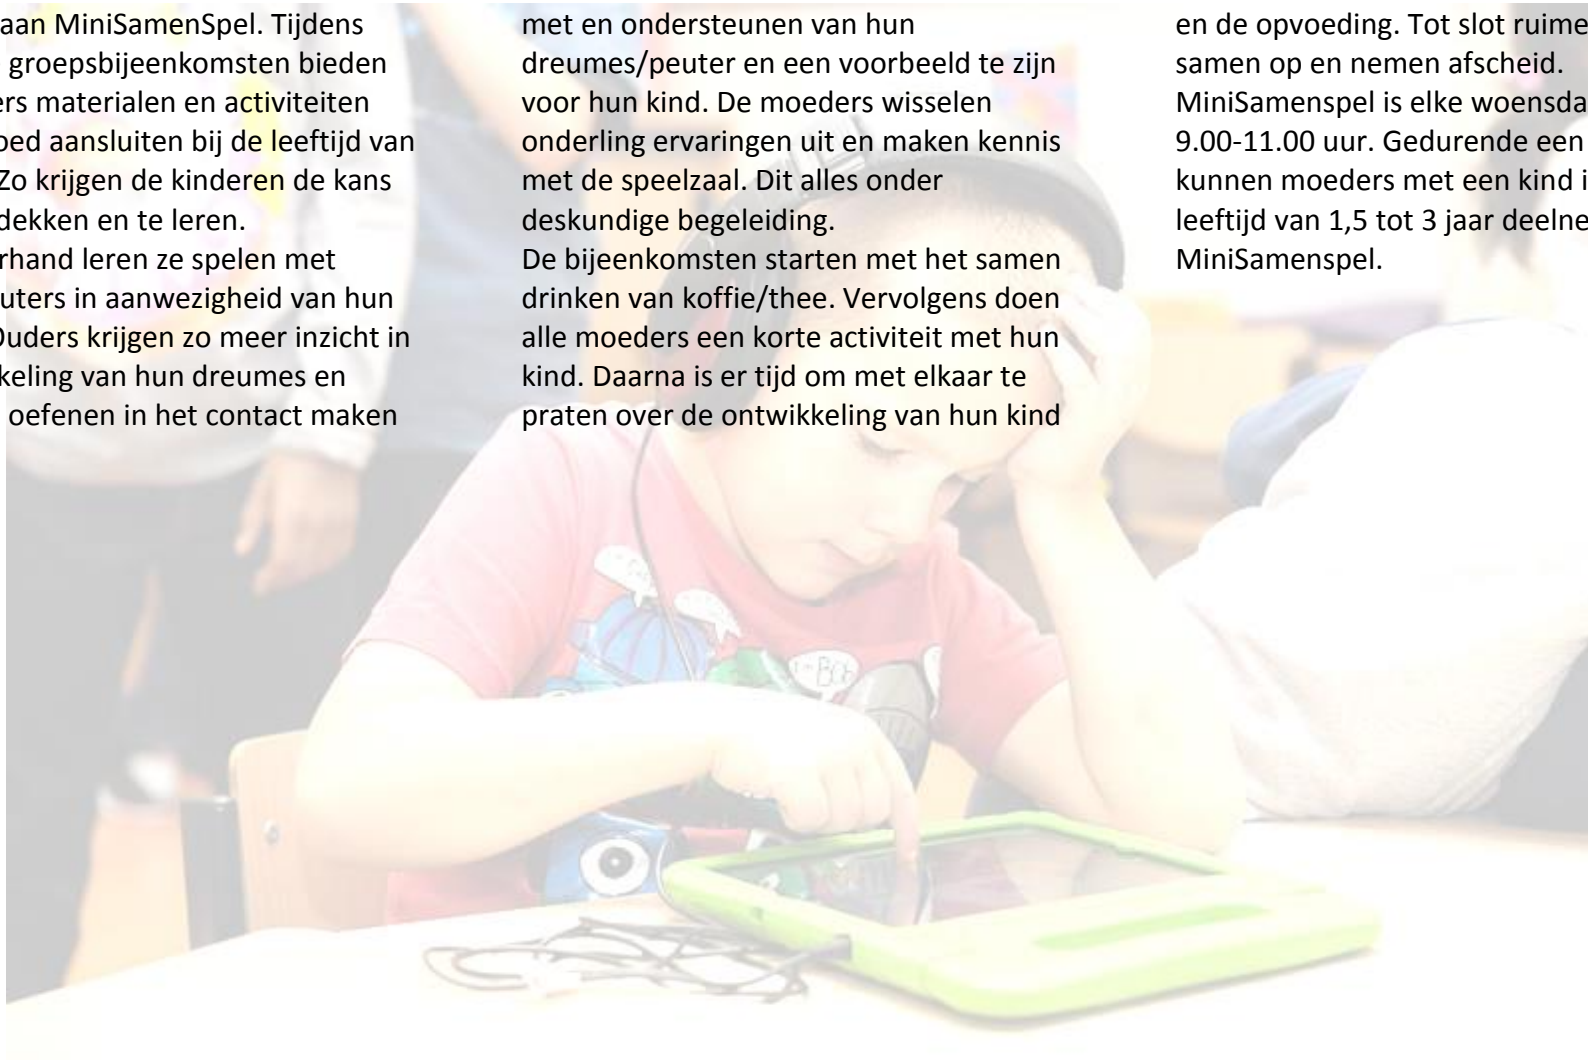 aan MiniSamenSpel. Tijdens
groepsbijeenkomsten bieden
materialen en activiteiten
aansluiten bij de leeftijd van
Zo krijgen de kinderen de kans
en te leren.
leren ze spelen met
in aanwezigheid van hun
Ouders krijgen zo meer inzicht in
van hun dreumes en
oefenen in het contact maken
met en ondersteunen van hun
dreumes/peuter en een voorbeeld te zijn
voor hun kind. De moeders wisselen
onderling ervaringen uit en maken kennis
met de speelzaal. Dit alles onder
deskundige begeleiding.
De bijeenkomsten starten met het samen
drinken van koffie/thee. Vervolgens doen
alle moeders een korte activiteit met hun
kind. Daarna is er tijd om met elkaar te
praten over de ontwikkeling van hun kind
en de opvoeding. Tot slot ruime
samen op en nemen afscheid.
MiniSamenspel is elke woensda
9.00-11.00 uur. Gedurende een
kunnen moeders met een kind i
leeftijd van 1,5 tot 3 jaar deelne
MiniSamenspel.